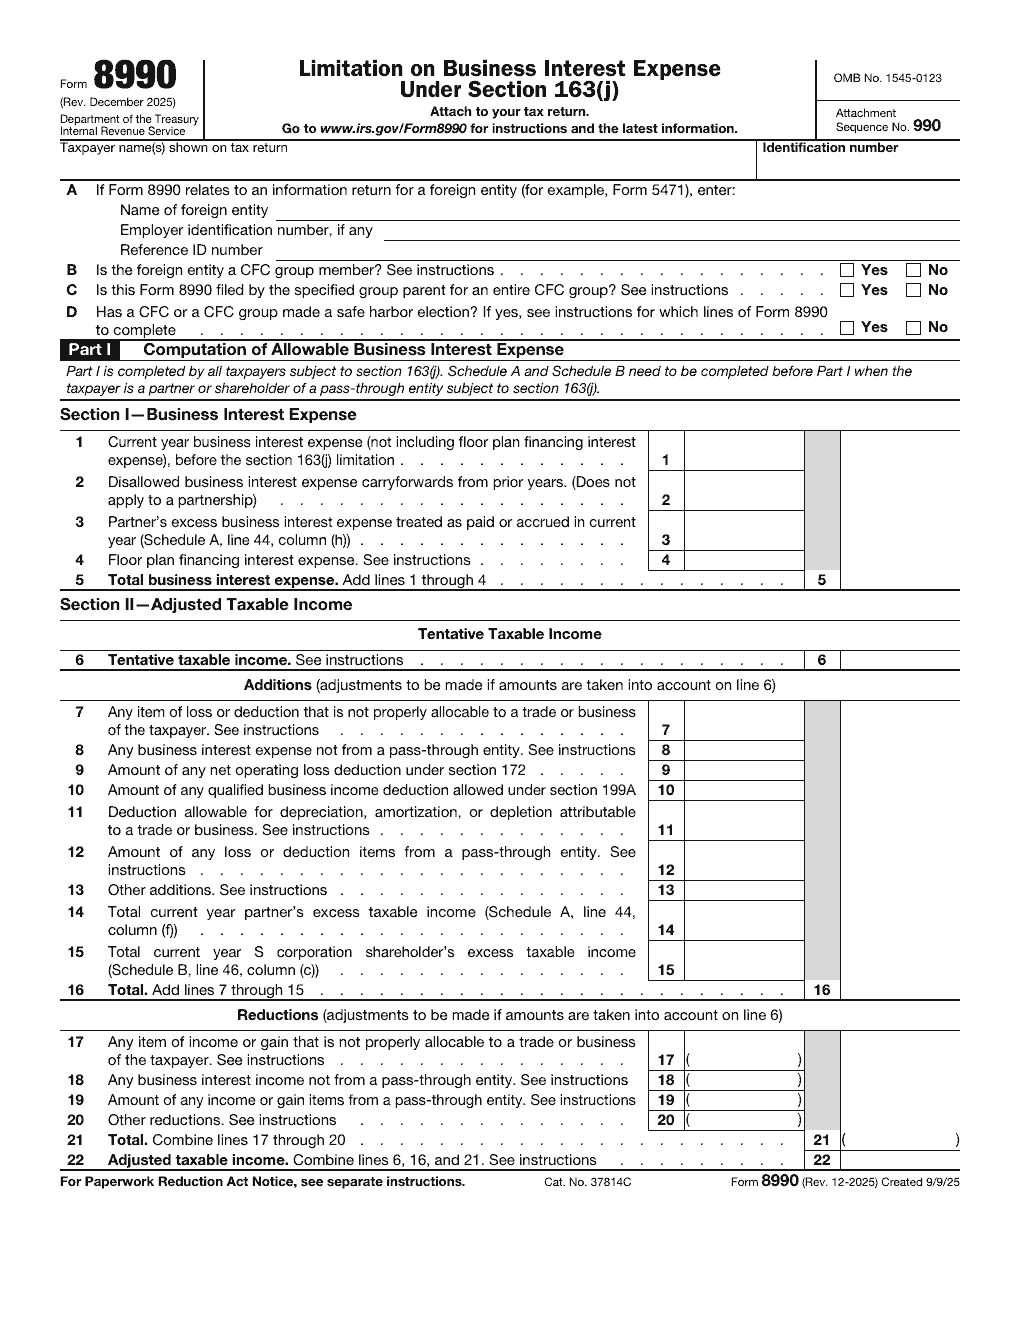 Form 8990
(Rev. December 2025)
Department of the Treasury
Internal Revenue Service
Limitation on Business Interest Expense
Under Section 163(j)
Attach to your tax return.
Go to www.irs.gov/Form8990 for instructions and the latest information.
OMB No. 1545-0123
Attachment
Sequence No. 990
Taxpayer name(s) shown on tax return
Identification number
A If Form 8990 relates to an information return for a foreign entity (for example, Form 5471), enter:
Name of foreign entity
Employer identification number, if any
Reference ID number
B Is the foreign entity a CFC group member? See instructions . . . . . . . . . . . . . . . . . Yes No
C Is this Form 8990 filed by the specified group parent for an entire CFC group? See instructions . . . . . Yes No
D Has a CFC or a CFC group made a safe harbor election? If yes, see instructions for which lines of Form 8990
to complete . . . . . . . . . . . . . . . . . . . . . . . . . . . . . . . . Yes No
Part I Computation of Allowable Business Interest Expense
Part I is completed by all taxpayers subject to section 163(j). Schedule A and Schedule B need to be completed before Part I when the
taxpayer is a partner or shareholder of a pass-through entity subject to section 163(j).
Section I—Business Interest Expense
1 Current year business interest expense (not including floor plan financing interest
expense), before the section 163(j) limitation . . . . . . . . . . . . 1
2 Disallowed business interest expense carryforwards from prior years. (Does not
apply to a partnership) . . . . . . . . . . . . . . . . . . 2
3 Partner's excess business interest expense treated as paid or accrued in current
year (Schedule A, line 44, column (h)) . . . . . . . . . . . . . . 3
4 Floor plan financing interest expense. See instructions . . . . . . . . 4
5 Total business interest expense. Add lines 1 through 4 . . . . . . . . . . . . . . . 5
Section II—Adjusted Taxable Income
Tentative Taxable Income
6 Tentative taxable income. See instructions . . . . . . . . . . . . . . . . . . . 6
Additions (adjustments to be made if amounts are taken into account on line 6)
7 Any item of loss or deduction that is not properly allocable to a trade or business
of the taxpayer. See instructions . . . . . . . . . . . . . . . 7
8 Any business interest expense not from a pass-through entity. See instructions 8
9 Amount of any net operating loss deduction under section 172 . . . . . 9
10 Amount of any qualified business income deduction allowed under section 199A 10
11 Deduction allowable for depreciation, amortization, or depletion attributable
to a trade or business. See instructions . . . . . . . . . . . . . 11
12 Amount of any loss or deduction items from a pass-through entity. See
instructions . . . . . . . . . . . . . . . . . . . . . . 12
13 Other additions. See instructions . . . . . . . . . . . . . . . 13
14 Total current year partner's excess taxable income (Schedule A, line 44,
column (f)) . . . . . . . . . . . . . . . . . . . . . . 14
15 Total current year S corporation shareholder's excess taxable income
(Schedule B, line 46, column (c)) . . . . . . . . . . . . . . . 15
16 Total. Add lines 7 through 15 . . . . . . . . . . . . . . . . . . . . . . . . 16
Reductions (adjustments to be made if amounts are taken into account on line 6)
17 Any item of income or gain that is not properly allocable to a trade or business
of the taxpayer. See instructions . . . . . . . . . . . . . . . 17 ( )
18 Any business interest income not from a pass-through entity. See instructions 18 ( )
19 Amount of any income or gain items from a pass-through entity. See instructions 19 ( )
20 Other reductions. See instructions . . . . . . . . . . . . . . 20 ( )
21 Total. Combine lines 17 through 20 . . . . . . . . . . . . . . . . . . . . . . 21 ( )
22 Adjusted taxable income. Combine lines 6, 16, and 21. See instructions . . . . . . . . . 22
For Paperwork Reduction Act Notice, see separate instructions. Cat. No. 37814C Form 8990 (Rev. 12-2025) Created 9/9/25